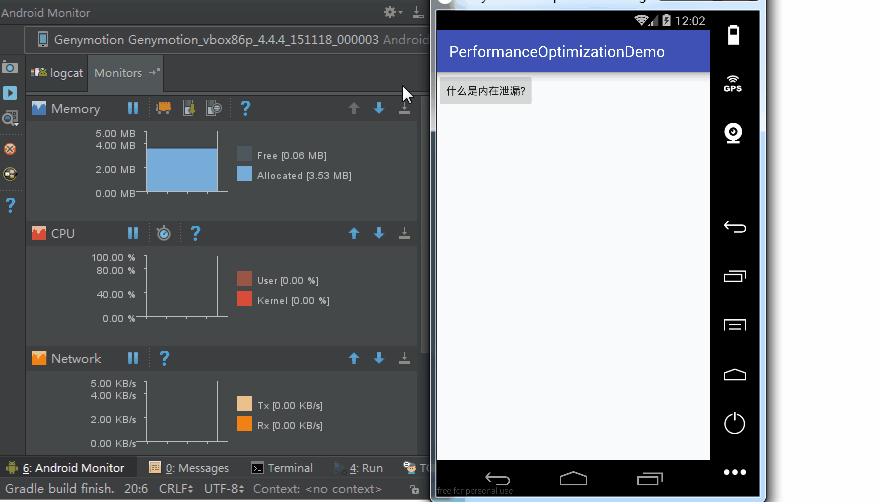 Android Monitor
Genymotion Genymotion_vbox86p_4.4.4_151118_000003 Android
logcat
Monitors
Memory
5.00 MB
4.00 MB
2.00 MB
0.00 MB
Free [0.06 MB]
Allocated [3.53 MB]
CPU
100.00 %
80.00 %
40.00 %
0.00 %
User [0.00 %]
Kernel [0.00 %]
Network
5.00 KB/s
4.00 KB/s
2.00 KB/s
0.00 KB/s
Tx [0.00 KB/s]
Rx [0.00 KB/s]
6: Android Monitor
0: Messages
Terminal
4: Run
TO
Gradle build finish.
20:6
CRLF
UTF-8
Context: <no context>
12:02
PerformanceOptimizationDemo
什么是内在泄漏?
GPS
free for personal use